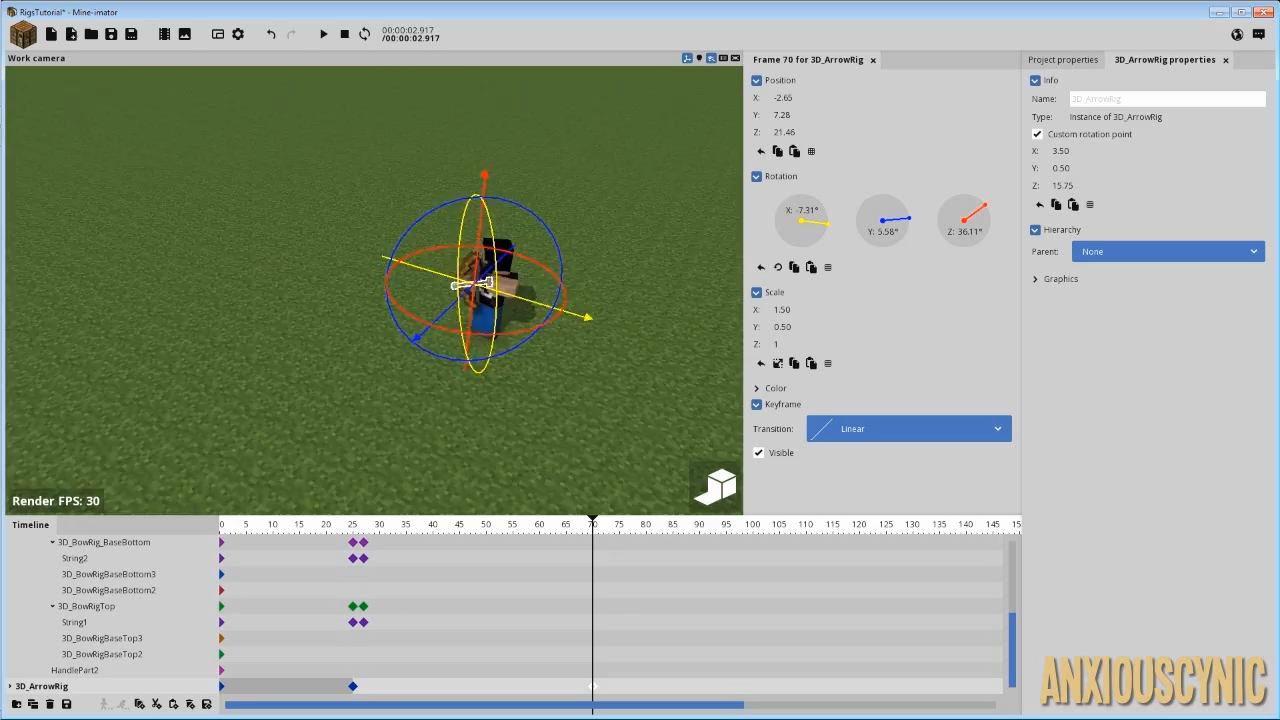 RigsTutorial* - Mine-imator
00:00:02.917
/00:00:02.917
Work camera
Render FPS: 30
Frame 70 for 3D_ArrowRig
Position
X: -2.65
Y: 7.28
Z: 21.46
Rotation
X: -7.31°
Y: 5.58°
Z: 36.11°
Scale
X: 1.50
Y: 0.50
Z: 1
Color
Keyframe
Transition: Linear
Visible
Project properties
3D_ArrowRig properties
Info
Name: 3D_ArrowRig
Type: Instance of 3D_ArrowRig
Custom rotation point
X: 3.50
Y: 0.50
Z: 15.75
Hierarchy
Parent: None
Graphics
Timeline
0 5 10 15 20 25 30 35 40 45 50 55 60 65 70 75 80 85 90 95 100 105 110 115 120 125 130 135 140 145 15
3D_BowRig_BaseBottom
String2
3D_BowRigBaseBottom3
3D_BowRigBaseBottom2
3D_BowRigTop
String1
3D_BowRigBaseTop3
3D_BowRigBaseTop2
HandlePart2
3D_ArrowRig
ANXIOUSCYNIC